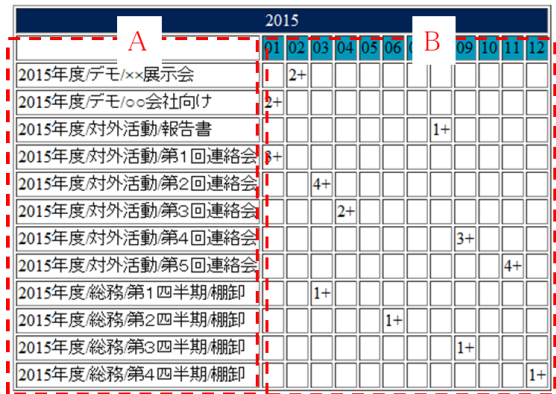 2015
A B
01 02 03 04 05 06 09 10 11 12
2015年度/デモ/××展示会 2+
2015年度/デモ/○○会社向け 2+
2015年度/対外活動/報告書 1+
2015年度/対外活動/第1回連絡会 3+
2015年度/対外活動/第2回連絡会 4+
2015年度/対外活動/第3回連絡会 2+
2015年度/対外活動/第4回連絡会 3+
2015年度/対外活動/第5回連絡会 4+
2015年度/総務/第1四半期/棚卸 1+
2015年度/総務/第2四半期/棚卸 1+
2015年度/総務/第3四半期/棚卸 1+
2015年度/総務/第4四半期/棚卸 1+